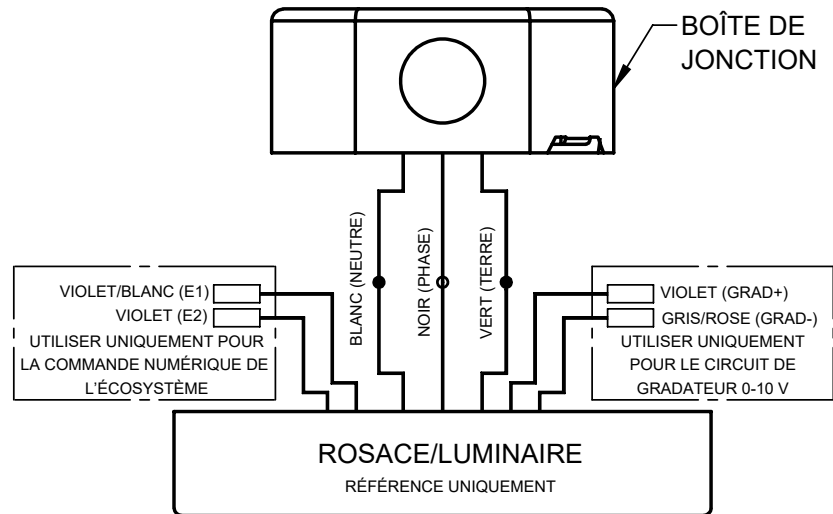 BOÎTE DE
JONCTION
BLANC (NEUTRE)
NOIR (PHASE)
VERT (TERRE)
VIOLET/BLANC (E1)
VIOLET (E2)
UTILISER UNIQUEMENT POUR
LA COMMANDE NUMÉRIQUE DE
L'ÉCOSYSTÈME
VIOLET (GRAD+)
GRIS/ROSE (GRAD-)
UTILISER UNIQUEMENT
POUR LE CIRCUIT DE
GRADATEUR 0-10 V
ROSACE/LUMINAIRE
RÉFÉRENCE UNIQUEMENT